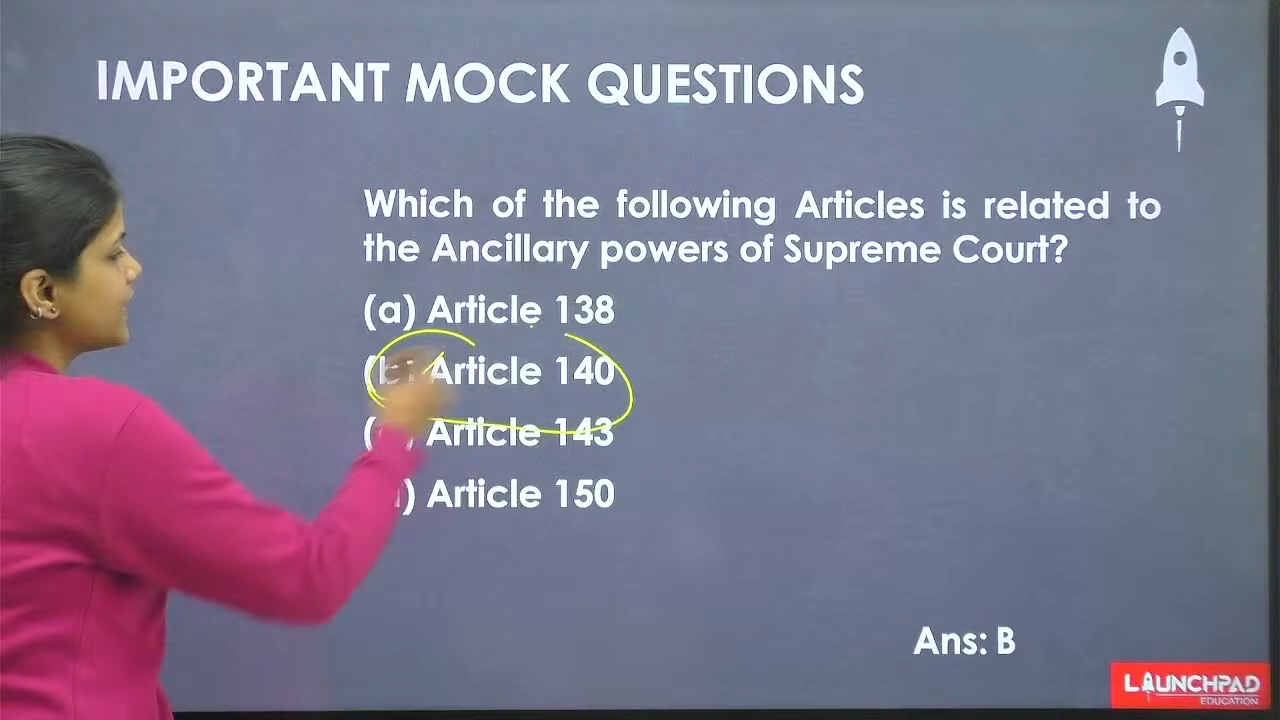 IMPORTANT MOCK QUESTIONS
Which of the following Articles is related to
the Ancillary powers of Supreme Court?
(a) Article 138
(b) Article 140
( ) Article 143
) Article 150
Ans: B
LAUNCHPAD
EDUCATION